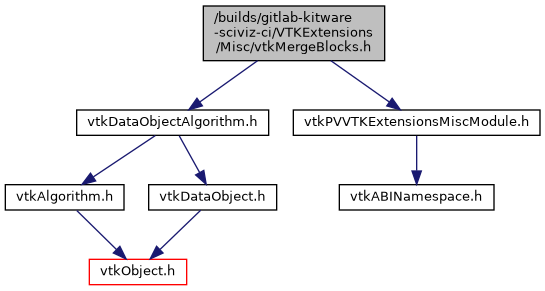 /builds/gitlab-kitware
-sciviz-ci/VTKExtensions
/Misc/vtkMergeBlocks.h
vtkDataObjectAlgorithm.h
vtkPVVTKExtensionsMiscModule.h
vtkAlgorithm.h
vtkDataObject.h
vtkABINamespace.h
vtkObject.h